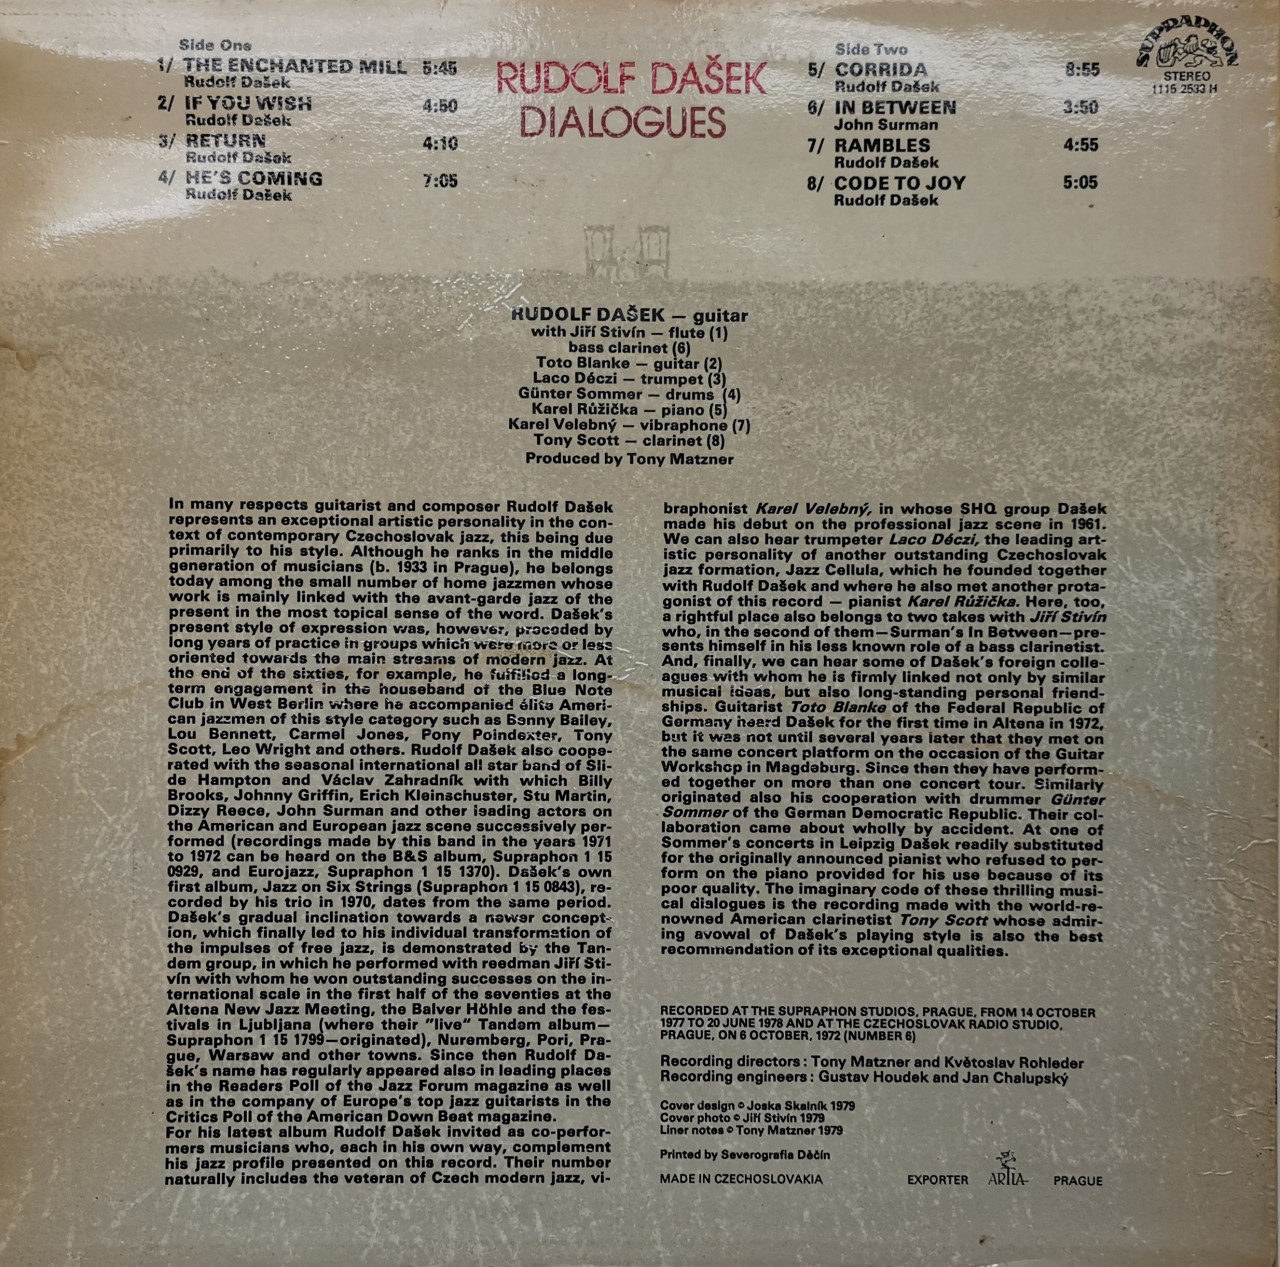 Side One
1/ THE ENCHANTED MILL 5:45
Rudolf Dašek
2/ IF YOU WISH 4:50
Rudolf Dašek
3/ RETURN 4:10
Rudolf Dašek
4/ HE'S COMING 7:05
Rudolf Dašek
RUDOLF DAŠEK
DIALOGUES
Side Two
5/ CORRIDA 8:55
Rudolf Dašek
6/ IN BETWEEN 3:50
John Surman
7/ RAMBLES 4:55
Rudolf Dašek
8/ CODE TO JOY 5:05
Rudolf Dašek
SUPRAPHON
STEREO
1115 2533 H
RUDOLF DAŠEK — guitar
with Jiří Stivín — flute (1)
bass clarinet (6)
Toto Blanke — guitar (2)
Laco Déczi — trumpet (3)
Günter Sommer — drums (4)
Karel Růžička — piano (5)
Karel Velebný — vibraphone (7)
Tony Scott — clarinet (8)
Produced by Tony Matzner
In many respects guitarist and composer Rudolf Dašek
represents an exceptional artistic personality in the con-
text of contemporary Czechoslovak jazz, this being due
primarily to his style. Although he ranks in the middle
generation of musicians (b. 1933 in Prague), he belongs
today among the small number of home jazzmen whose
work is mainly linked with the avant-garde jazz of the
present in the most topical sense of the word. Dašek's
present style of expression was, however, preceded by
long years of practice in groups which were more or less
oriented towards the main streams of modern jazz. At
the end of the sixties, for example, he fulfilled a long-
term engagement in the houseband of the Blue Note
Club in West Berlin where he accompanied élite Ameri-
can jazzmen of this style category such as Benny Bailey,
Lou Bennett, Carmel Jones, Pony Poindexter, Tony
Scott, Leo Wright and others. Rudolf Dašek also coope-
rated with the seasonal international all star band of Sli-
de Hampton and Václav Zahradník with which Billy
Brooks, Johnny Griffin, Erich Kleinschuster, Stu Martin,
Dizzy Reece, John Surman and other leading actors on
the American and European jazz scene successively per-
formed (recordings made by this band in the years 1971
to 1972 can be heard on the B&S album, Supraphon 1 15
0929, and Eurojazz, Supraphon 1 15 1370). Dašek's own
first album, Jazz on Six Strings (Supraphon 1 15 0843), re-
corded by his trio in 1970, dates from the same period.
Dašek's gradual inclination towards a newer concept-
ion, which finally led to his individual transformation of
the impulses of free jazz, is demonstrated by the Tan-
dem group, in which he performed with reedman Jiří Sti-
vín with whom he won outstanding successes on the in-
ternational scale in the first half of the seventies at the
Altena New Jazz Meeting, the Balver Höhle and the fes-
tivals in Ljubljana (where their "live" Tandem album—
Supraphon 1 15 1799—originated), Nuremberg, Pori, Pra-
gue, Warsaw and other towns. Since then Rudolf Da-
šek's name has regularly appeared also in leading places
in the Readers Poll of the Jazz Forum magazine as well
as in the company of Europe's top jazz guitarists in the
Critics Poll of the American Down Beat magazine.
For his latest album Rudolf Dašek invited as co-perfor-
mers musicians who, each in his own way, complement
his jazz profile presented on this record. Their number
naturally includes the veteran of Czech modern jazz, vi-
braphonist Karel Velebný, in whose SHQ group Dašek
made his debut on the professional jazz scene in 1961.
We can also hear trumpeter Laco Déczi, the leading art-
istic personality of another outstanding Czechoslovak
jazz formation, Jazz Cellula, which he founded together
with Rudolf Dašek and where he also met another prota-
gonist of this record — pianist Karel Růžička. Here, too,
a rightful place also belongs to two takes with Jiří Stivín
who, in the second of them—Surman's In Between—pre-
sents himself in his less known role of a bass clarinetist.
And, finally, we can hear some of Dašek's foreign colle-
agues with whom he is firmly linked not only by similar
musical ideas, but also long-standing personal friend-
ships. Guitarist Toto Blanke of the Federal Republic of
Germany heard Dašek for the first time in Altena in 1972,
but it was not until several years later that they met on
the same concert platform on the occasion of the Guitar
Workshop in Magdeburg. Since then they have perform-
ed together on more than one concert tour. Similarly
originated also his cooperation with drummer Günter
Sommer of the German Democratic Republic. Their col-
laboration came about wholly by accident. At one of
Sommer's concerts in Leipzig Dašek readily substituted
for the originally announced pianist who refused to per-
form on the piano provided for his use because of its
poor quality. The imaginary code of these thrilling musi-
cal dialogues is the recording made with the world-re-
nowned American clarinetist Tony Scott whose admir-
ing avowal of Dašek's playing style is also the best
recommendation of its exceptional qualities.
RECORDED AT THE SUPRAPHON STUDIOS, PRAGUE, FROM 14 OCTOBER
1977 TO 20 JUNE 1978 AND AT THE CZECHOSLOVAK RADIO STUDIO,
PRAGUE, ON 6 OCTOBER, 1972 (NUMBER 6)
Recording directors: Tony Matzner and Květoslav Rohleder
Recording engineers: Gustav Houdek and Jan Chalupský
Cover design © Joska Skalník 1979
Cover photo © Jiří Stivín 1979
Liner notes © Tony Matzner 1979
Printed by Severografia Děčín
MADE IN CZECHOSLOVAKIA EXPORTER ARTIA PRAGUE